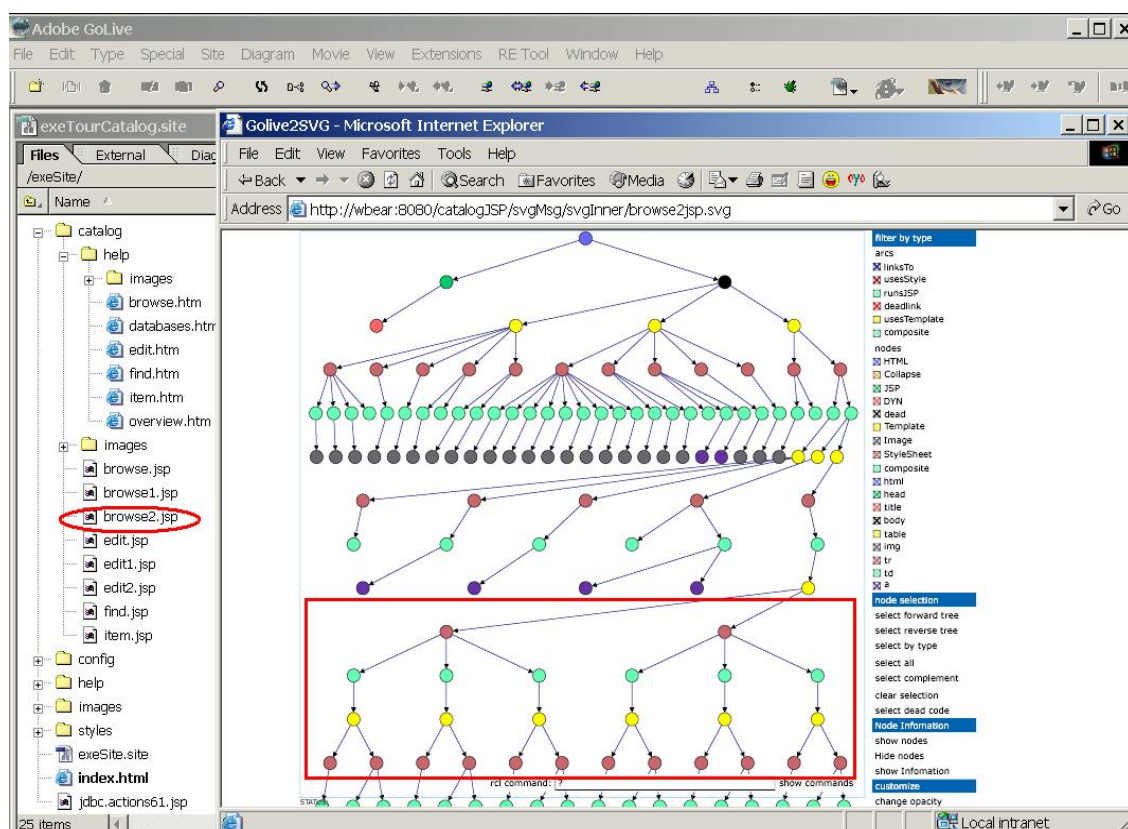 Adobe GoLive
File Edit Type Special Site Diagram Movie View Extensions RE Tool Window Help
exeTourCatalog.site
Files External Diag
/exeSite/
Name
catalog
help
images
browse.htm
databases.htm
edit.htm
find.htm
item.htm
overview.htm
images
browse.jsp
browse1.jsp
browse2.jsp
edit.jsp
edit1.jsp
edit2.jsp
find.jsp
item.jsp
config
help
images
styles
exeSite.site
index.html
jdbc.actions61.jsp
25 items
Golive2SVG - Microsoft Internet Explorer
File Edit View Favorites Tools Help
Back Search Favorites Media
Address http://wbear:8080/catalogJSP/svgMsg/svgInner/browse2jsp.svg Go
filter by type
arcs
linksTo
usesStyle
runsJSP
deadlink
usesTemplate
composite
nodes
HTML
Collapse
JSP
DYN
dead
Template
Image
StyleSheet
composite
html
head
title
body
table
img
tr
td
a
node selection
select forward tree
select reverse tree
select by type
select all
select complement
clear selection
select dead code
Node Infomation
show nodes
Hide nodes
show Infomation
customize
change opacity
rcl command: ? show commands
Local intranet